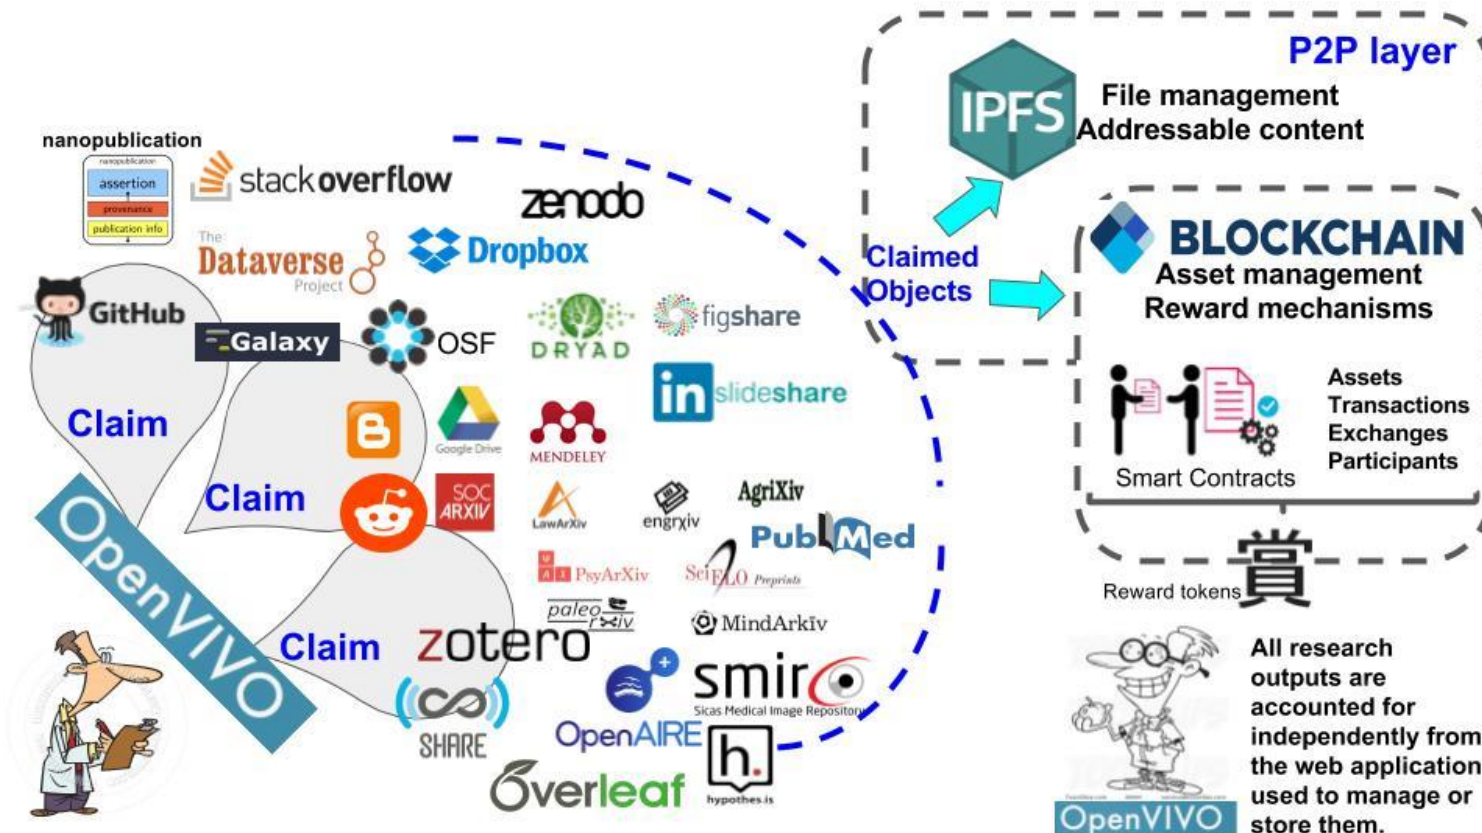 P2P layer
IPFS
File management
Addressable content
nanopublication
nanopublication
assertion
provenance
publication info
stackoverflow
zenodo
The
Dataverse
Project
Dropbox
Claimed
Objects
BLOCKCHAIN
Asset management
Reward mechanisms
GitHub
Galaxy
OSF
DRYAD
figshare
in slideshare
Claim
Google Drive
MENDELEY
Assets
Transactions
Exchanges
Participants
Smart Contracts
Claim
SOC
ARXIV
LawArXiv
engrχiv
AgriXiv
PubMed
OpenVIVO
PsyArXiv
SciELO Preprints
paleorxiv
MindArkīv
賞
Reward tokens
Claim
zotero
SHARE
OpenAIRE
smir
Sicas Medical Image Repository
Overleaf
h.
hypothes.is
All research
outputs are
accounted for
independently from
the web application
used to manage or
store them.
OpenVIVO